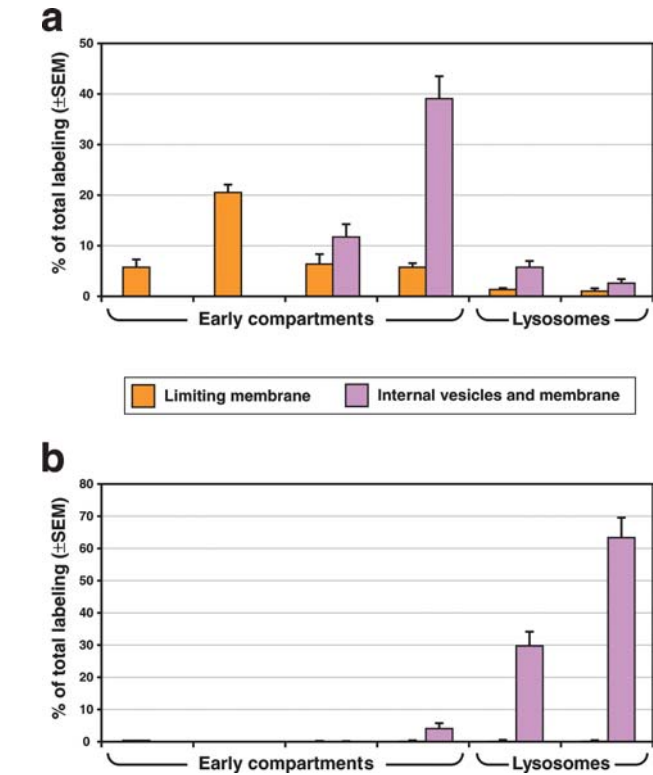 a
% of total labeling (±SEM)
50
40
30
20
10
0
Early compartments
Lysosomes
Limiting membrane
Internal vesicles and membrane
b
% of total labeling (±SEM)
80
70
60
50
40
30
20
10
0
Early compartments
Lysosomes